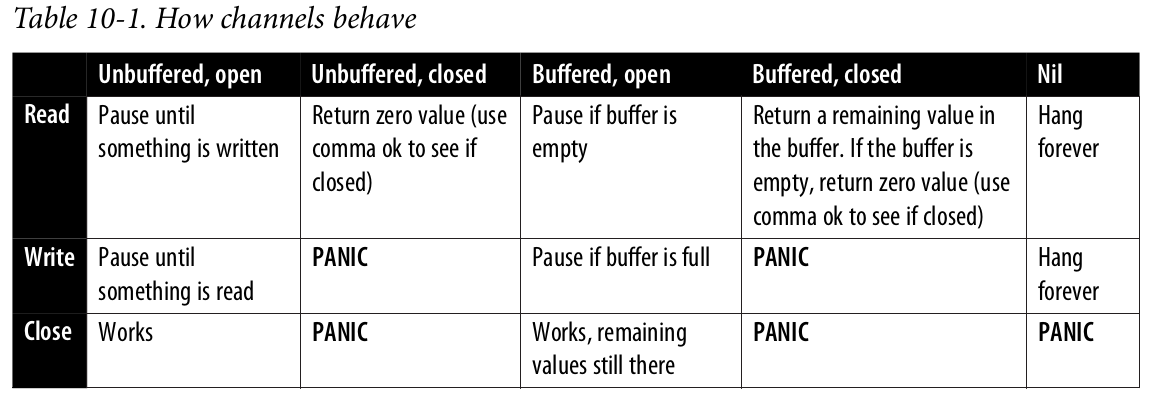 Table 10-1. How channels behave
Unbuffered, open Unbuffered, closed Buffered, open Buffered, closed Nil
Read Pause until Return zero value (use Pause if buffer is Return a remaining value in Hang
something is written comma ok to see if empty the buffer. If the buffer is forever
closed) empty, return zero value (use
comma ok to see if closed)
Write Pause until PANIC Pause if buffer is full PANIC Hang
something is read forever
Close Works PANIC Works, remaining PANIC PANIC
values still there